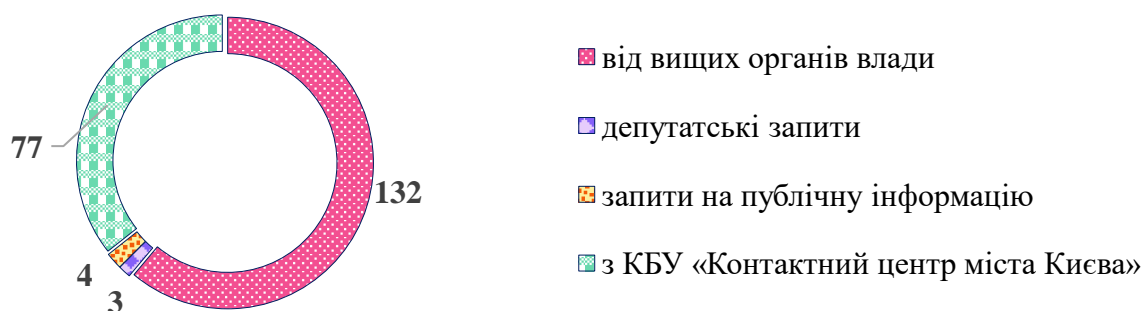 від вищих органів влади
депутатські запити
77
132
запити на публічну інформацію
з КБУ «Контактний центр міста Києва»
4
3